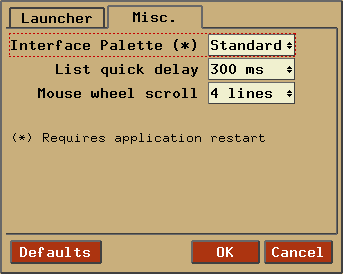 Launcher Misc.
Interface Palette (*) Standard
List quick delay 300 ms
Mouse wheel scroll 4 lines
(*) Requires application restart
Defaults OK Cancel